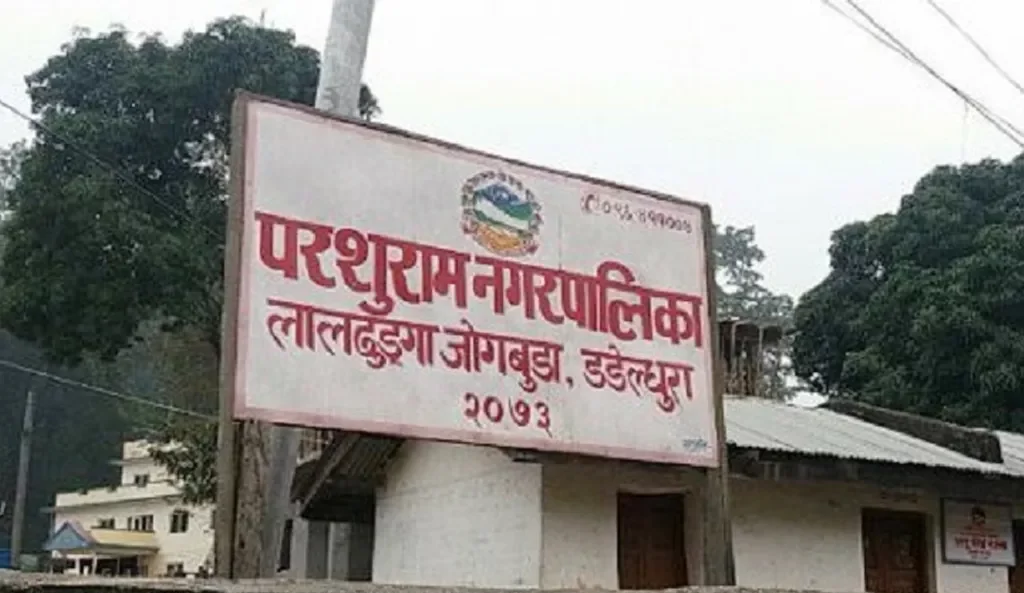 परशुराम नगरपालिका
लालढुङ्गा जोगबुडा, डडेल्धुरा
२०७३